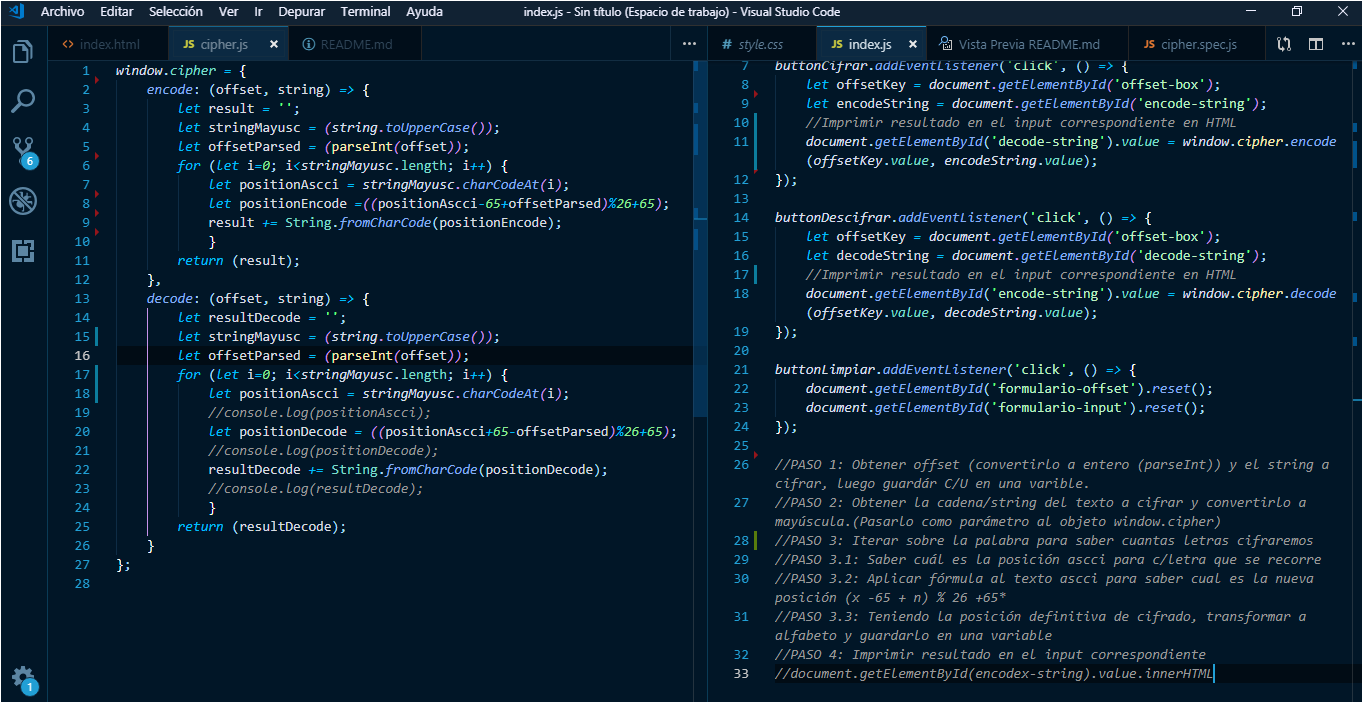 Archivo Editar Selección Ver Ir Depurar Terminal Ayuda index.js - Sin título (Espacio de trabajo) - Visual Studio Code
<> index.html JS cipher.js × README.md ···
# style.css JS index.js × Vista Previa README.md JS cipher.spec.js ···
6
1
1 window.cipher = {
2 encode: (offset, string) => {
3 let result = '';
4 let stringMayusc = (string.toUpperCase());
5 let offsetParsed = (parseInt(offset));
6 for (let i=0; i<stringMayusc.length; i++) {
7 let positionAscci = stringMayusc.charCodeAt(i);
8 let positionEncode =((positionAscci-65+offsetParsed)%26+65);
9 result += String.fromCharCode(positionEncode);
10 }
11 return (result);
12 },
13 decode: (offset, string) => {
14 let resultDecode = '';
15 let stringMayusc = (string.toUpperCase());
16 let offsetParsed = (parseInt(offset));
17 for (let i=0; i<stringMayusc.length; i++) {
18 let positionAscci = stringMayusc.charCodeAt(i);
19 //console.log(positionAscci);
20 let positionDecode = ((positionAscci+65-offsetParsed)%26+65);
21 //console.log(positionDecode);
22 resultDecode += String.fromCharCode(positionDecode);
23 //console.log(resultDecode);
24 }
25 return (resultDecode);
26 }
27 };
28
7 buttonCifrar.addEventListener('click', () => {
8 let offsetKey = document.getElementById('offset-box');
9 let encodeString = document.getElementById('encode-string');
10 //Imprimir resultado en el input correspondiente en HTML
11 document.getElementById('decode-string').value = window.cipher.encode
(offsetKey.value, encodeString.value);
12 });
13
14 buttonDescifrar.addEventListener('click', () => {
15 let offsetKey = document.getElementById('offset-box');
16 let decodeString = document.getElementById('decode-string');
17 //Imprimir resultado en el input correspondiente en HTML
18 document.getElementById('encode-string').value = window.cipher.decode
(offsetKey.value, decodeString.value);
19 });
20
21 buttonLimpiar.addEventListener('click', () => {
22 document.getElementById('formulario-offset').reset();
23 document.getElementById('formulario-input').reset();
24 });
25
26 //PASO 1: Obtener offset (convertirlo a entero (parseInt)) y el string a
cifrar, luego guardár C/U en una varible.
27 //PASO 2: Obtener la cadena/string del texto a cifrar y convertirlo a
mayúscula.(Pasarlo como parámetro al objeto window.cipher)
28 //PASO 3: Iterar sobre la palabra para saber cuantas letras cifraremos
29 //PASO 3.1: Saber cuál es la posición ascci para c/letra que se recorre
30 //PASO 3.2: Aplicar fórmula al texto ascci para saber cual es la nueva
posición (x -65 + n) % 26 +65*
31 //PASO 3.3: Teniendo la posición definitiva de cifrado, transformar a
alfabeto y guardarlo en una variable
32 //PASO 4: Imprimir resultado en el input correspondiente
33 //document.getElementById(encodex-string).value.innerHTML